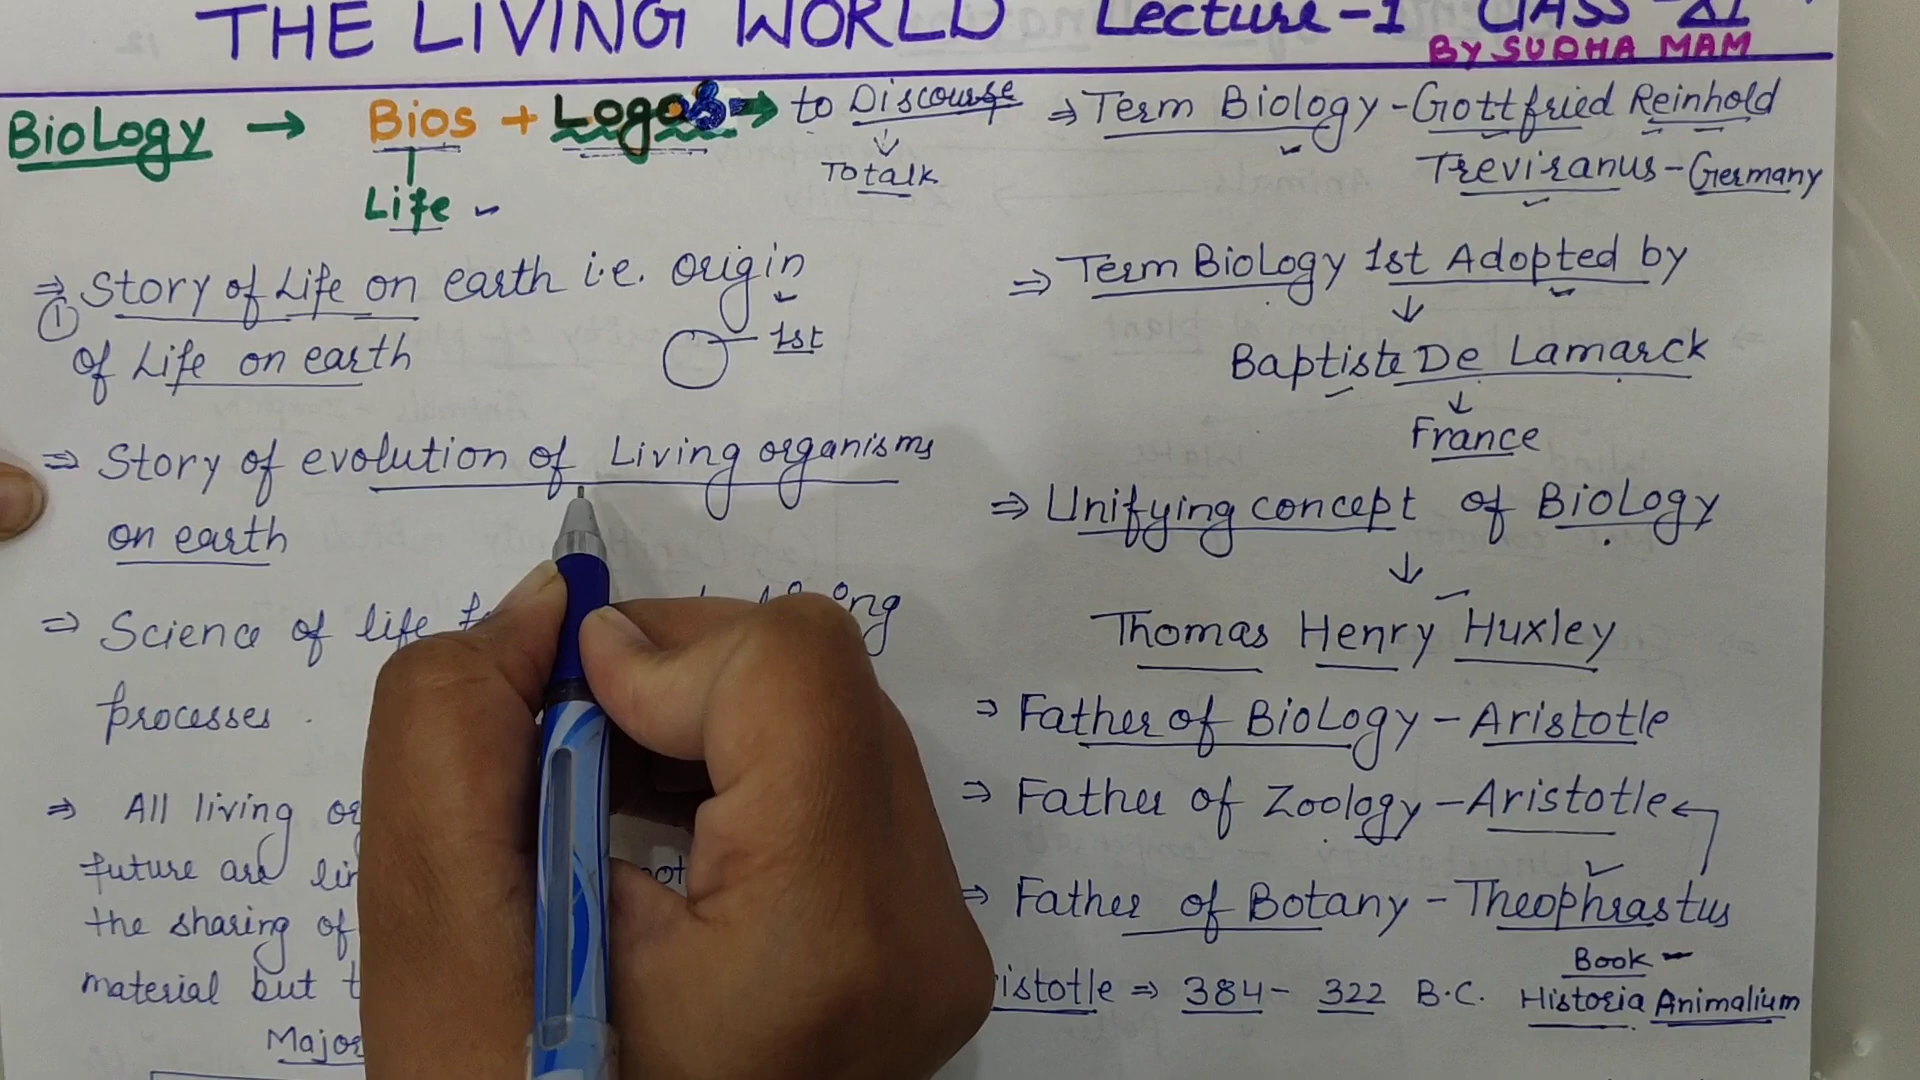 THE LIVING WORLD Lecture-1 CLASS XI
BY SUDHA MAM
Biology → Bios + Logos → to Discourse
Life
To talk
⇒ Story of Life on earth i.e. origin
①
of Life on earth
1st
⇒ Story of evolution of Living organisms
on earth
⇒ Science of life
processes
⇒ All living
future are
the sharing of
material but
⇒ Term Biology - Gottfried Reinhold
Treviranus - Germany
⇒ Term Biology 1st Adopted by
↓
Baptiste De Lamarck
↓
France
⇒ Unifying concept of Biology
↓
Thomas Henry Huxley
⇒ Father of Biology - Aristotle
⇒ Father of Zoology - Aristotle
⇒ Father of Botany - Theophrastus
Book -
istotle ⇒ 384 - 322 B.C. Historia Animalium